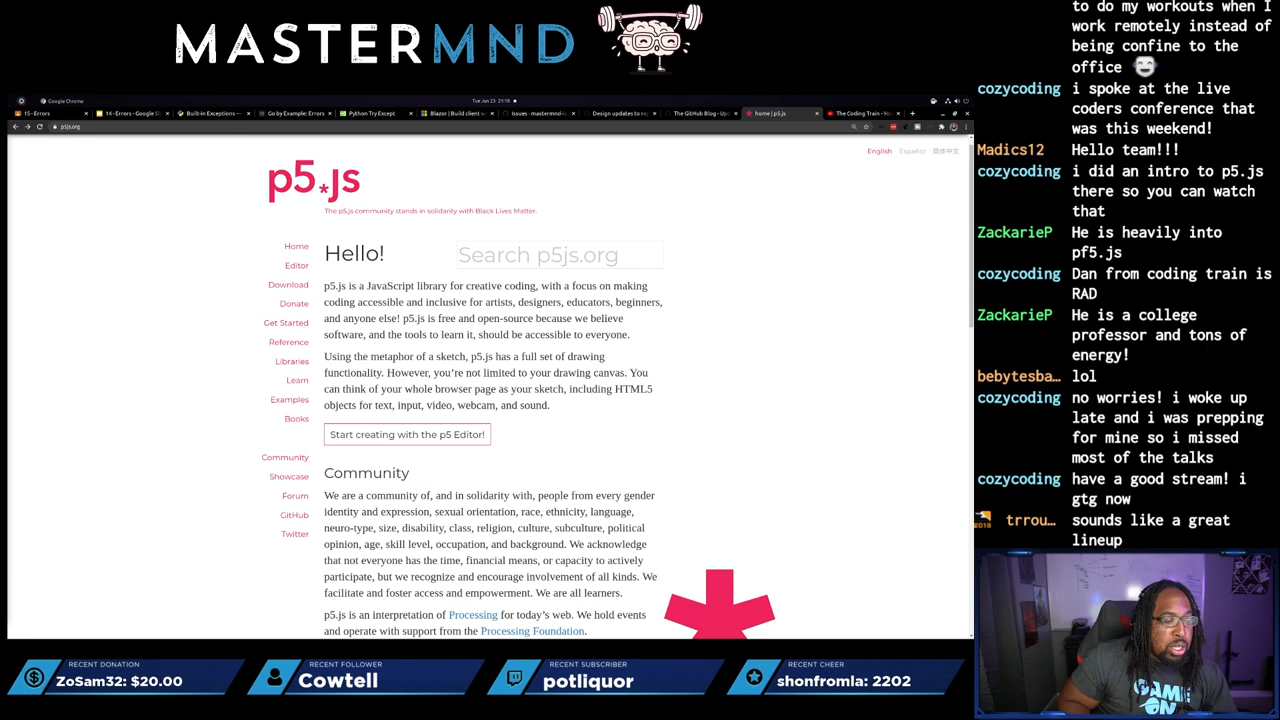 MASTERMND
Google Chrome
Tue Jun 23 21:18
15 - Errors
14 - Errors - Google S
Built-in Exceptions
Go by Example: Errors
Python Try Except
Blazor | Build client w
Issues · mastermnd-io
Design updates to re
The GitHub Blog - Up
home | p5.js
The Coding Train - Yo
p5js.org
English
Español
简体中文
p5*js
The p5.js community stands in solidarity with Black Lives Matter.
Home
Editor
Download
Donate
Get Started
Reference
Libraries
Learn
Examples
Books
Community
Showcase
Forum
GitHub
Twitter
Hello!
Search p5js.org
p5.js is a JavaScript library for creative coding, with a focus on making
coding accessible and inclusive for artists, designers, educators, beginners,
and anyone else! p5.js is free and open-source because we believe
software, and the tools to learn it, should be accessible to everyone.
Using the metaphor of a sketch, p5.js has a full set of drawing
functionality. However, you're not limited to your drawing canvas. You
can think of your whole browser page as your sketch, including HTML5
objects for text, input, video, webcam, and sound.
Start creating with the p5 Editor!
Community
We are a community of, and in solidarity with, people from every gender
identity and expression, sexual orientation, race, ethnicity, language,
neuro-type, size, disability, class, religion, culture, subculture, political
opinion, age, skill level, occupation, and background. We acknowledge
that not everyone has the time, financial means, or capacity to actively
participate, but we recognize and encourage involvement of all kinds. We
facilitate and foster access and empowerment. We are all learners.
p5.js is an interpretation of Processing for today's web. We hold events
and operate with support from the Processing Foundation.
to do my workouts when I
work remotely instead of
being confine to the
office
cozycoding i spoke at the live
coders conference that
was this weekend!
Madics12 Hello team!!!
cozycoding i did an intro to p5.js
there so you can watch
that
ZackarieP He is heavily into
pf5.js
cozycoding Dan from coding train is
RAD
ZackarieP He is a college
professor and tons of
energy!
bebytesba… lol
cozycoding no worries! i woke up
late and i was prepping
for mine so i missed
most of the talks
cozycoding have a good stream! i
gtg now
trrou… sounds like a great
lineup
GAME
ON
RECENT DONATION
ZoSam32: $20.00
RECENT FOLLOWER
Cowtell
RECENT SUBSCRIBER
potliquor
RECENT CHEER
shonfromla: 2202